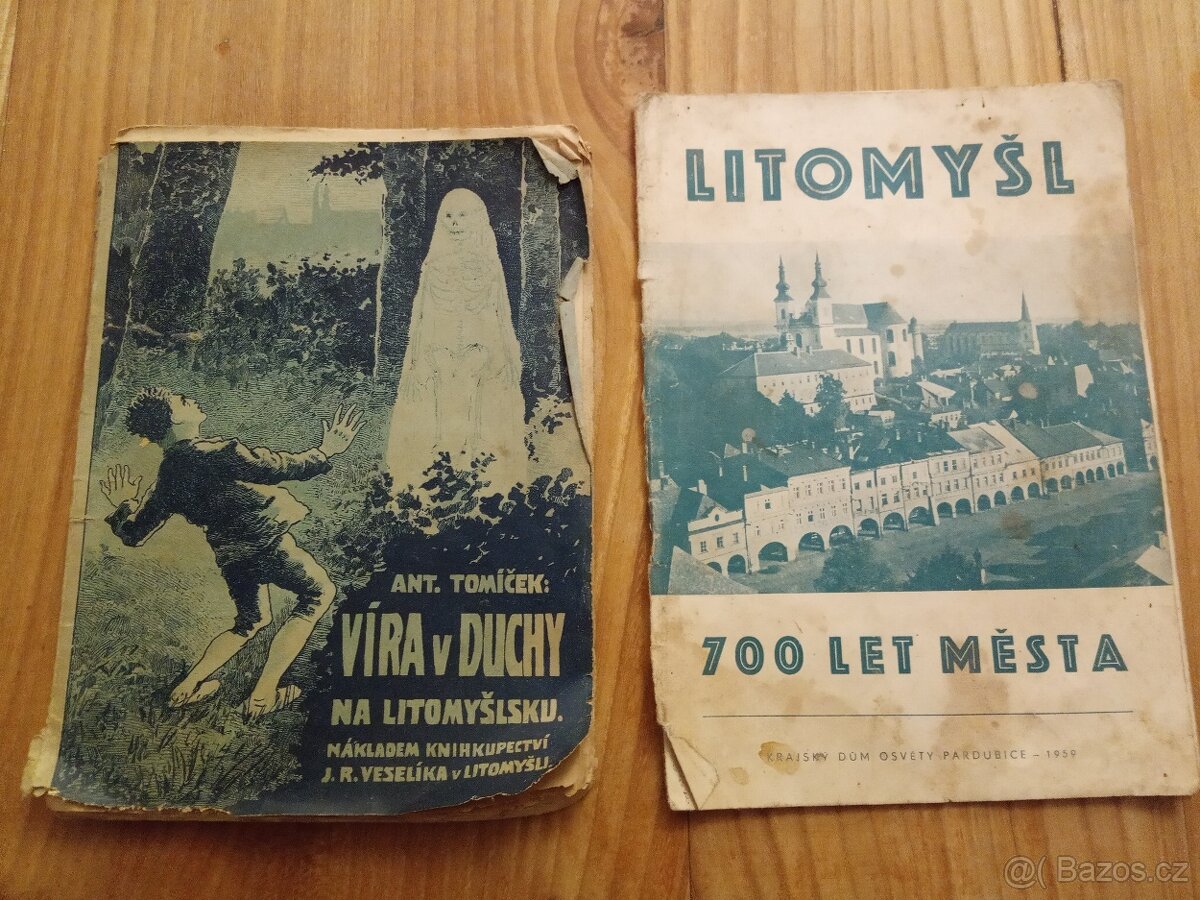 ANT. TOMÍČEK:
VÍRA V DUCHY
NA LITOMYŠLSKU.
NÁKLADEM KNIHKUPECTVÍ
J. R. VESELÍKA V LITOMYŠLI.
LITOMYŠL
700 LET MĚSTA
KRAJSKÝ DŮM OSVĚTY PARDUBICE – 1959
Bazos.cz